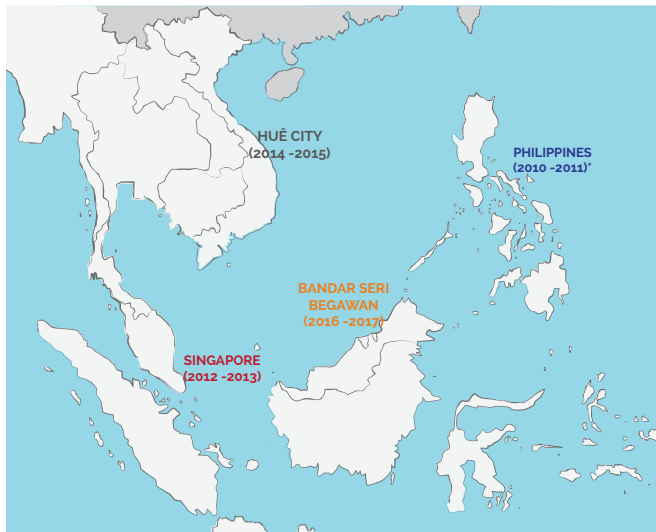 HUÊ CITY
(2014 -2015)
PHILIPPINES
(2010 -2011)*
BANDAR SERI
BEGAWAN
(2016 -2017)
SINGAPORE
(2012 -2013)